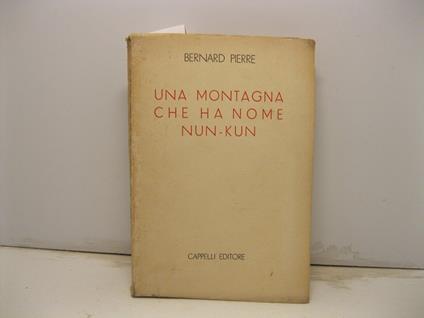 BERNARD PIERRE
UNA MONTAGNA
CHE HA NOME
NUN-KUN
CAPPELLI EDITORE